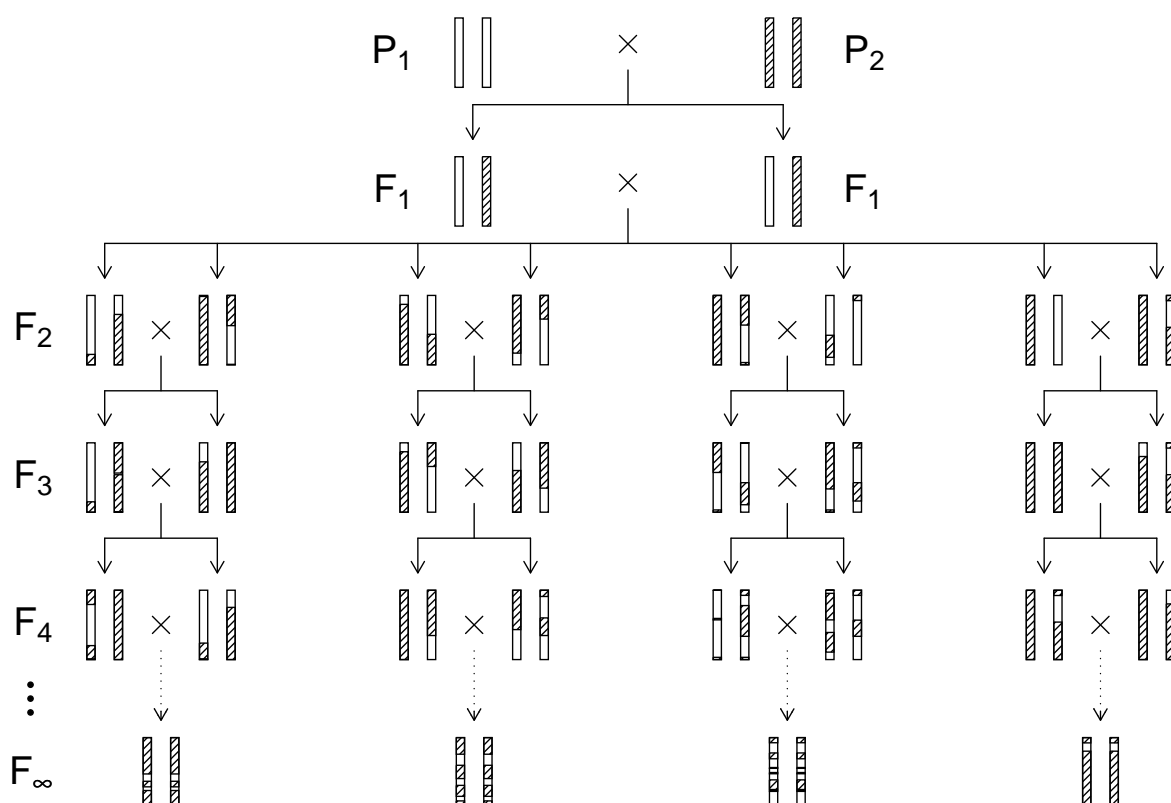 P₁ × P₂
F₁ × F₁
F₂ × × × ×
F₃ × × × ×
F₄ × × × ×
⋮
F∞